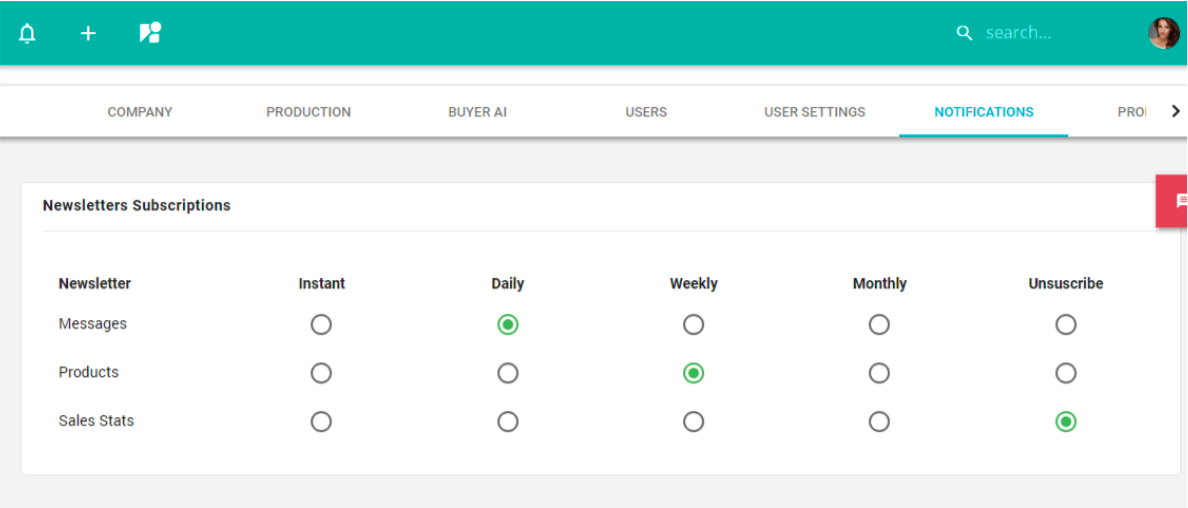 search...
COMPANY PRODUCTION BUYER AI USERS USER SETTINGS NOTIFICATIONS PRO
Newsletters Subscriptions
Newsletter Instant Daily Weekly Monthly Unsuscribe
Messages
Products
Sales Stats